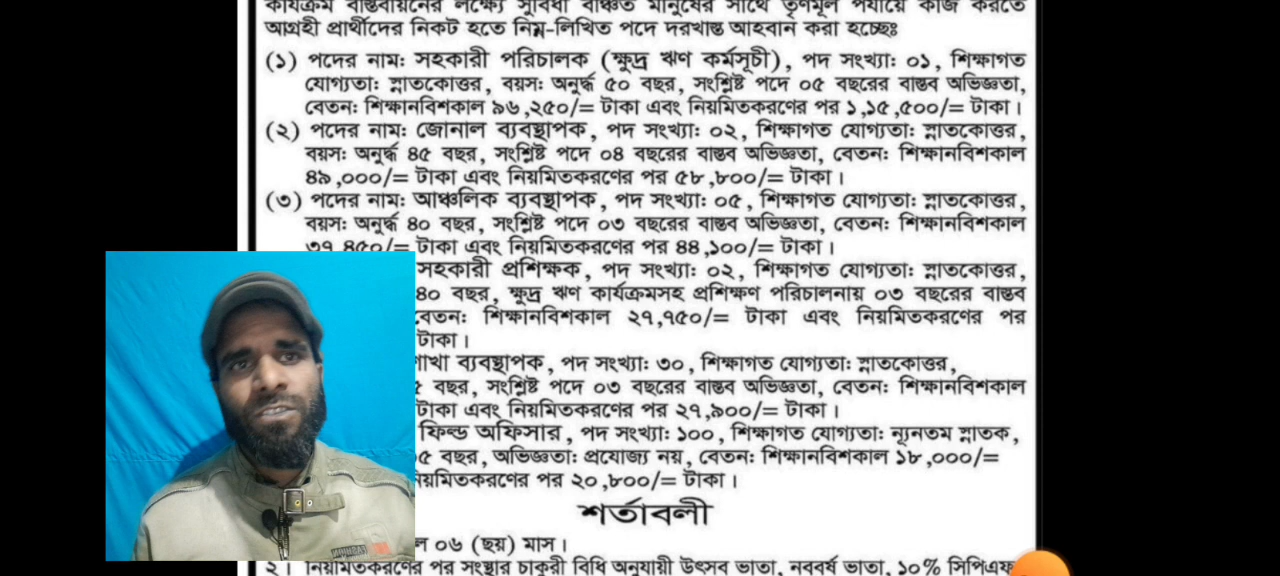 কার্যক্রম বাস্তবায়নের লক্ষ্যে সুবিধা বঞ্চিত মানুষের সাথে তৃণমূল পর্যায়ে কাজ করতে
আগ্রহী প্রার্থীদের নিকট হতে নিম্ন-লিখিত পদে দরখাস্ত আহবান করা হচ্ছেঃ
(১) পদের নাম: সহকারী পরিচালক (ক্ষুদ্র ঋণ কর্মসূচী), পদ সংখ্যা: ০১, শিক্ষাগত
যোগ্যতা: স্নাতকোত্তর, বয়স: অনুর্দ্ধ ৫০ বছর, সংশ্লিষ্ট পদে ০৫ বছরের বাস্তব অভিজ্ঞতা,
বেতন: শিক্ষানবিশকাল ৯৬,২৫০/= টাকা এবং নিয়মিতকরণের পর ১,১৫,৫০০/= টাকা।
(২) পদের নাম: জোনাল ব্যবস্থাপক, পদ সংখ্যা: ০২, শিক্ষাগত যোগ্যতা: স্নাতকোত্তর,
বয়স: অনুর্দ্ধ ৪৫ বছর, সংশ্লিষ্ট পদে ০৪ বছরের বাস্তব অভিজ্ঞতা, বেতন: শিক্ষানবিশকাল
৪৯,০০০/= টাকা এবং নিয়মিতকরণের পর ৫৮,৮০০/= টাকা।
(৩) পদের নাম: আঞ্চলিক ব্যবস্থাপক, পদ সংখ্যা: ০৫, শিক্ষাগত যোগ্যতা: স্নাতকোত্তর,
বয়স: অনুর্দ্ধ ৪০ বছর, সংশ্লিষ্ট পদে ০৩ বছরের বাস্তব অভিজ্ঞতা, বেতন: শিক্ষানবিশকাল
৩৭,৪৫০/= টাকা এবং নিয়মিতকরণের পর ৪৪,১০০/= টাকা।
সহকারী প্রশিক্ষক, পদ সংখ্যা: ০২, শিক্ষাগত যোগ্যতা: স্নাতকোত্তর,
৪০ বছর, ক্ষুদ্র ঋণ কার্যক্রমসহ প্রশিক্ষণ পরিচালনায় ০৩ বছরের বাস্তব
বেতন: শিক্ষানবিশকাল ২৭,৭৫০/= টাকা এবং নিয়মিতকরণের পর
টাকা।
শাখা ব্যবস্থাপক, পদ সংখ্যা: ৩০, শিক্ষাগত যোগ্যতা: স্নাতকোত্তর,
বছর, সংশ্লিষ্ট পদে ০৩ বছরের বাস্তব অভিজ্ঞতা, বেতন: শিক্ষানবিশকাল
টাকা এবং নিয়মিতকরণের পর ২৭,৯০০/= টাকা।
ফিল্ড অফিসার, পদ সংখ্যা: ১০০, শিক্ষাগত যোগ্যতা: ন্যূনতম স্নাতক,
৫ বছর, অভিজ্ঞতা: প্রযোজ্য নয়, বেতন: শিক্ষানবিশকাল ১৮,০০০/=
নিয়মিতকরণের পর ২০,৮০০/= টাকা।
শর্তাবলী
ল ০৬ (ছয়) মাস।
২। নিয়মিতকরণের পর সংস্থার চাকুরী বিধি অনুযায়ী উৎসব ভাতা, নববর্ষ ভাতা, ১০% সিপিএফ,